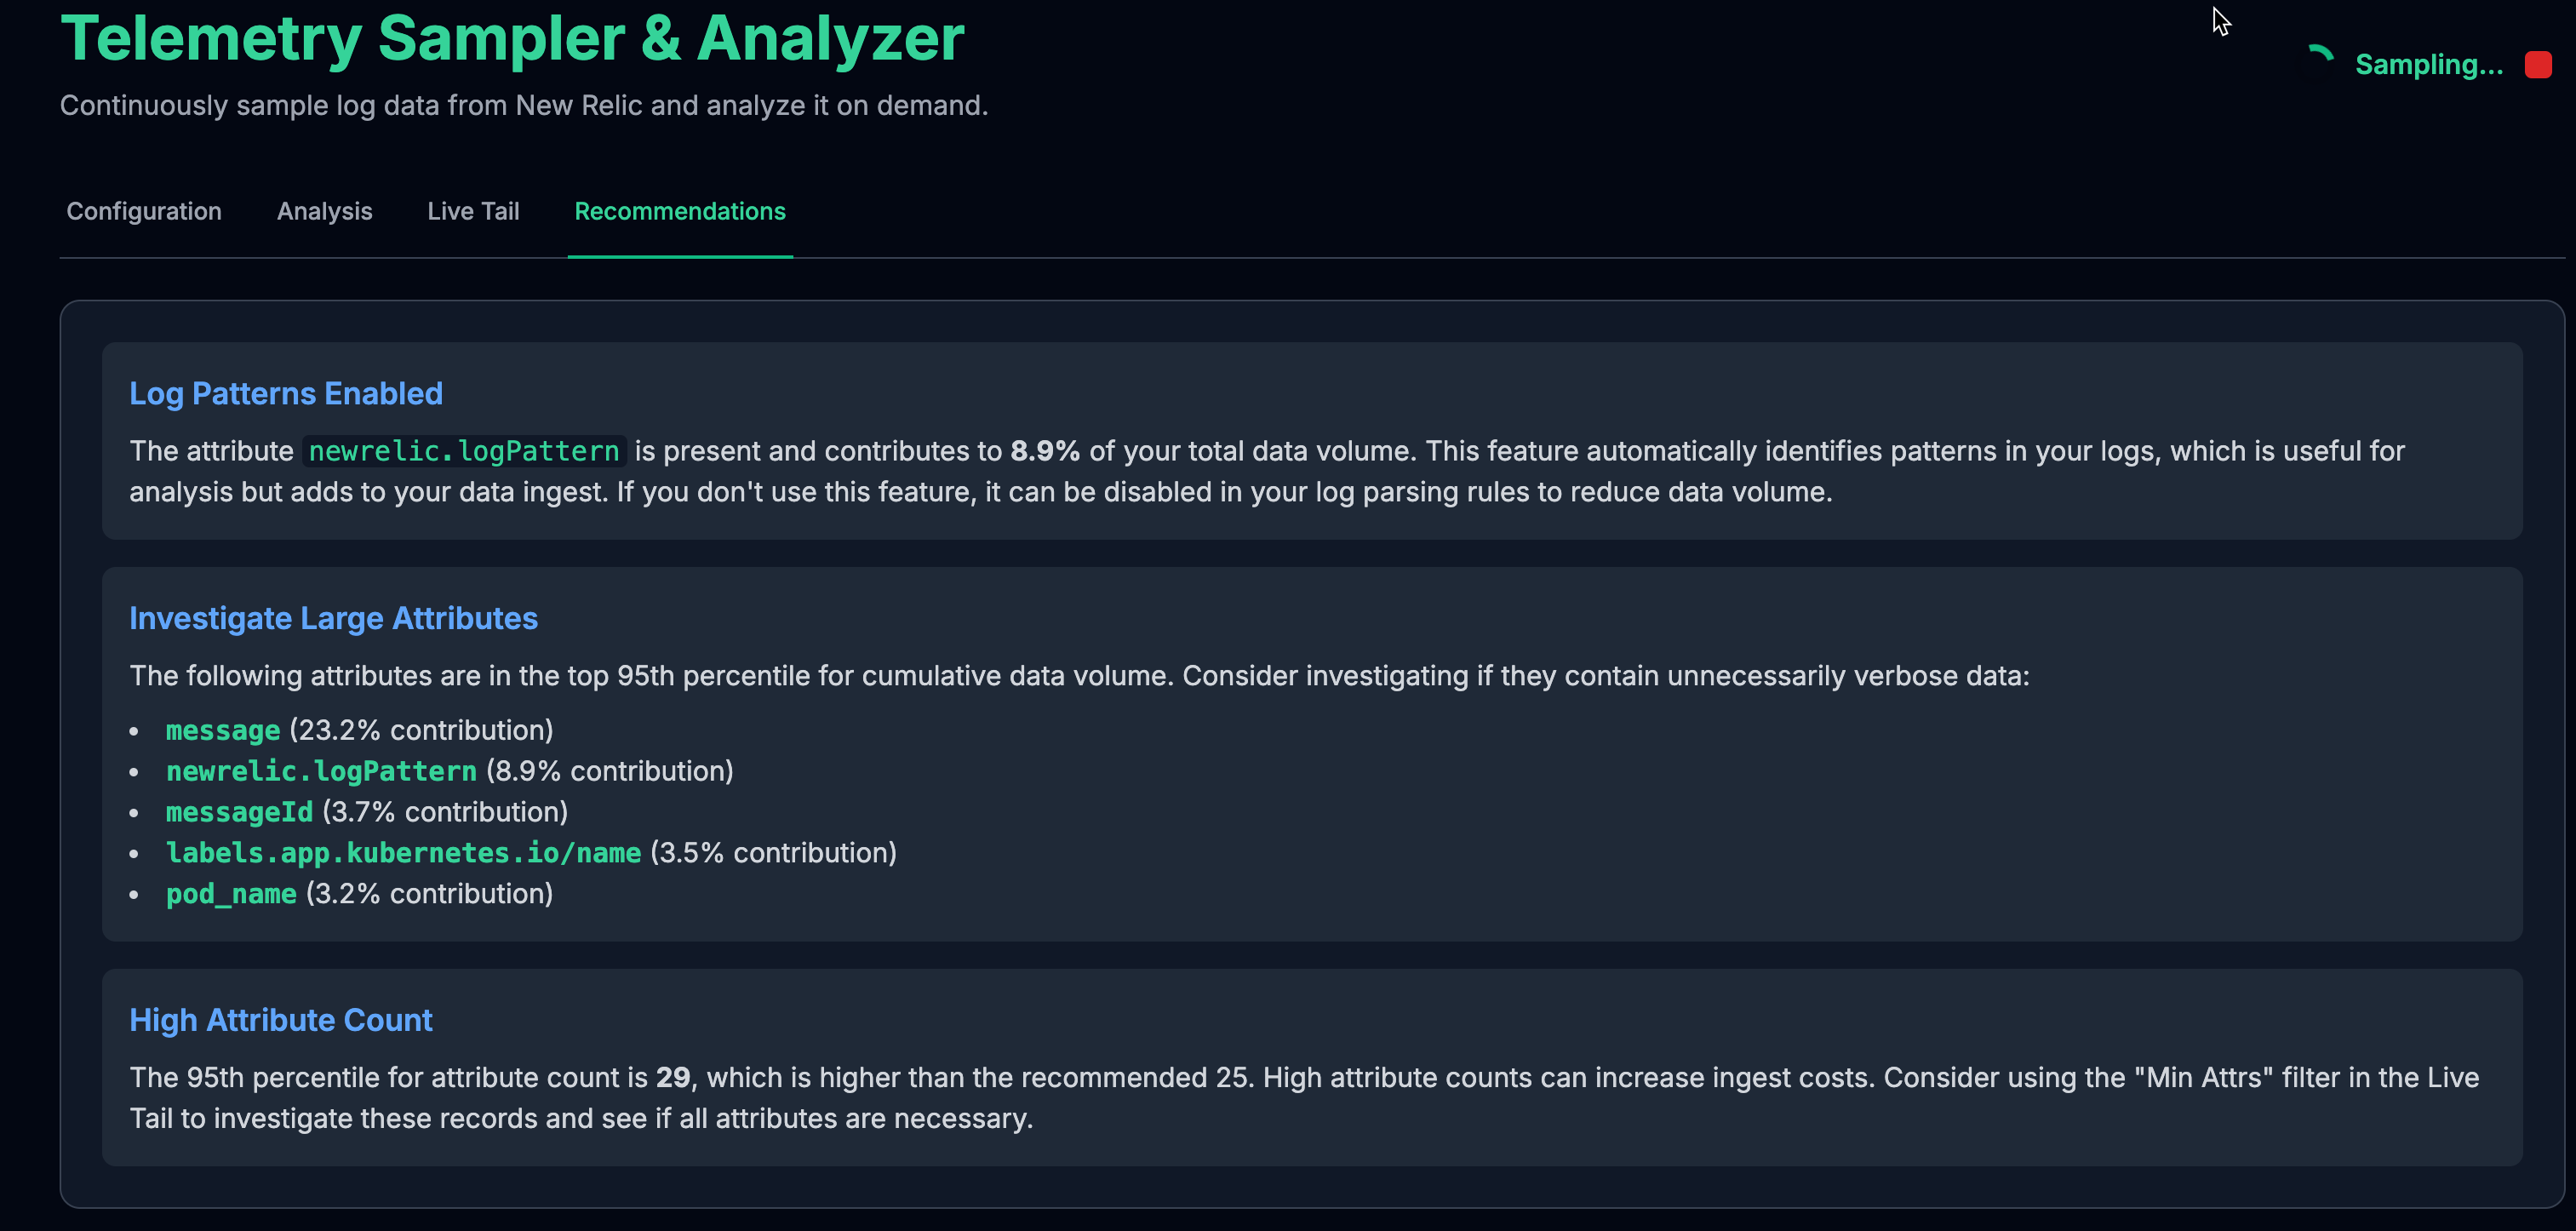 Telemetry Sampler & Analyzer
Sampling...
Continuously sample log data from New Relic and analyze it on demand.
Configuration Analysis Live Tail Recommendations
Log Patterns Enabled
The attribute newrelic.logPattern is present and contributes to 8.9% of your total data volume. This feature automatically identifies patterns in your logs, which is useful for
analysis but adds to your data ingest. If you don't use this feature, it can be disabled in your log parsing rules to reduce data volume.
Investigate Large Attributes
The following attributes are in the top 95th percentile for cumulative data volume. Consider investigating if they contain unnecessarily verbose data:
• message (23.2% contribution)
• newrelic.logPattern (8.9% contribution)
• messageId (3.7% contribution)
• labels.app.kubernetes.io/name (3.5% contribution)
• pod_name (3.2% contribution)
High Attribute Count
The 95th percentile for attribute count is 29, which is higher than the recommended 25. High attribute counts can increase ingest costs. Consider using the "Min Attrs" filter in the Live
Tail to investigate these records and see if all attributes are necessary.